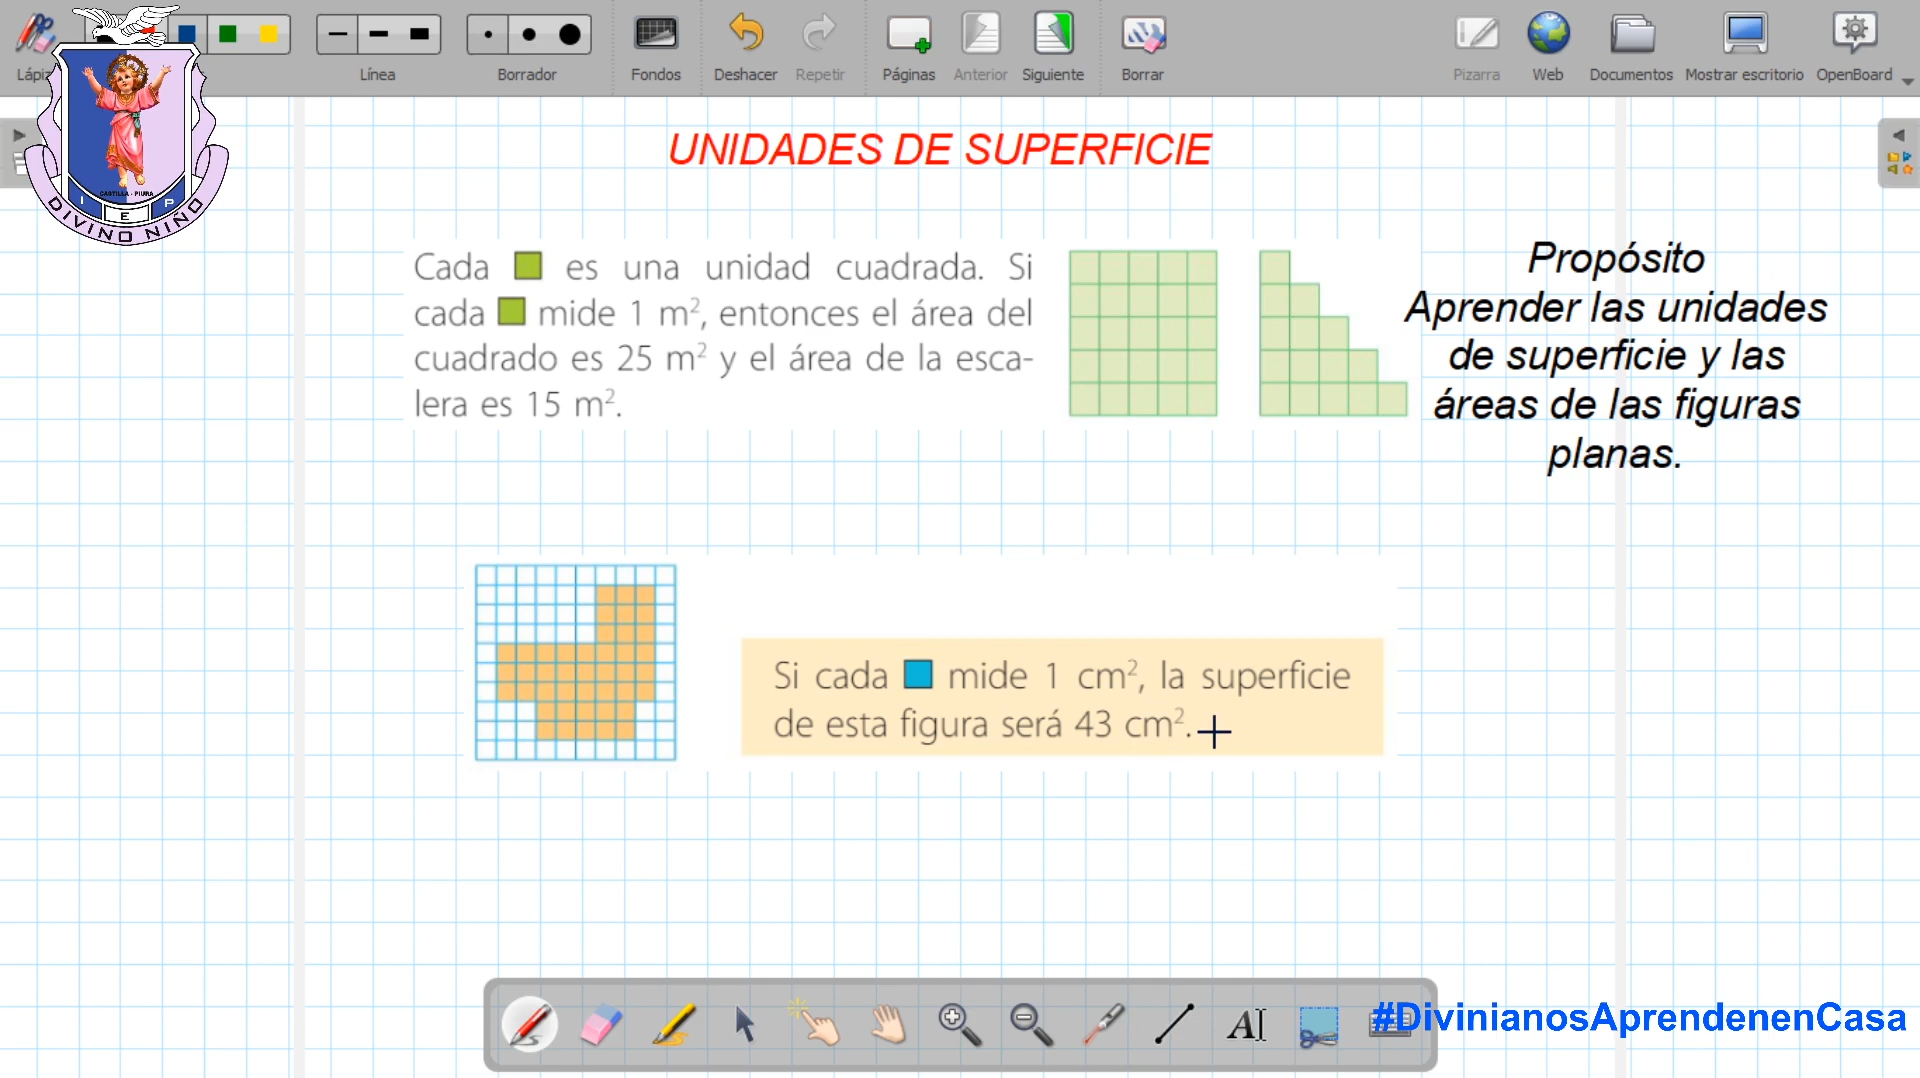 Línea
Borrador
Fondos
Deshacer
Repetir
Páginas
Anterior
Siguiente
Borrar
Pizarra
Web
Documentos
Mostrar escritorio
OpenBoard
CASTILLA - PIURA
I E P
DIVINO NIÑO
UNIDADES DE SUPERFICIE
Cada es una unidad cuadrada. Si
cada mide 1 m², entonces el área del
cuadrado es 25 m² y el área de la esca-
lera es 15 m².
Propósito
Aprender las unidades
de superficie y las
áreas de las figuras
planas.
Si cada mide 1 cm², la superficie
de esta figura será 43 cm².
#DivinianosAprendenenCasa